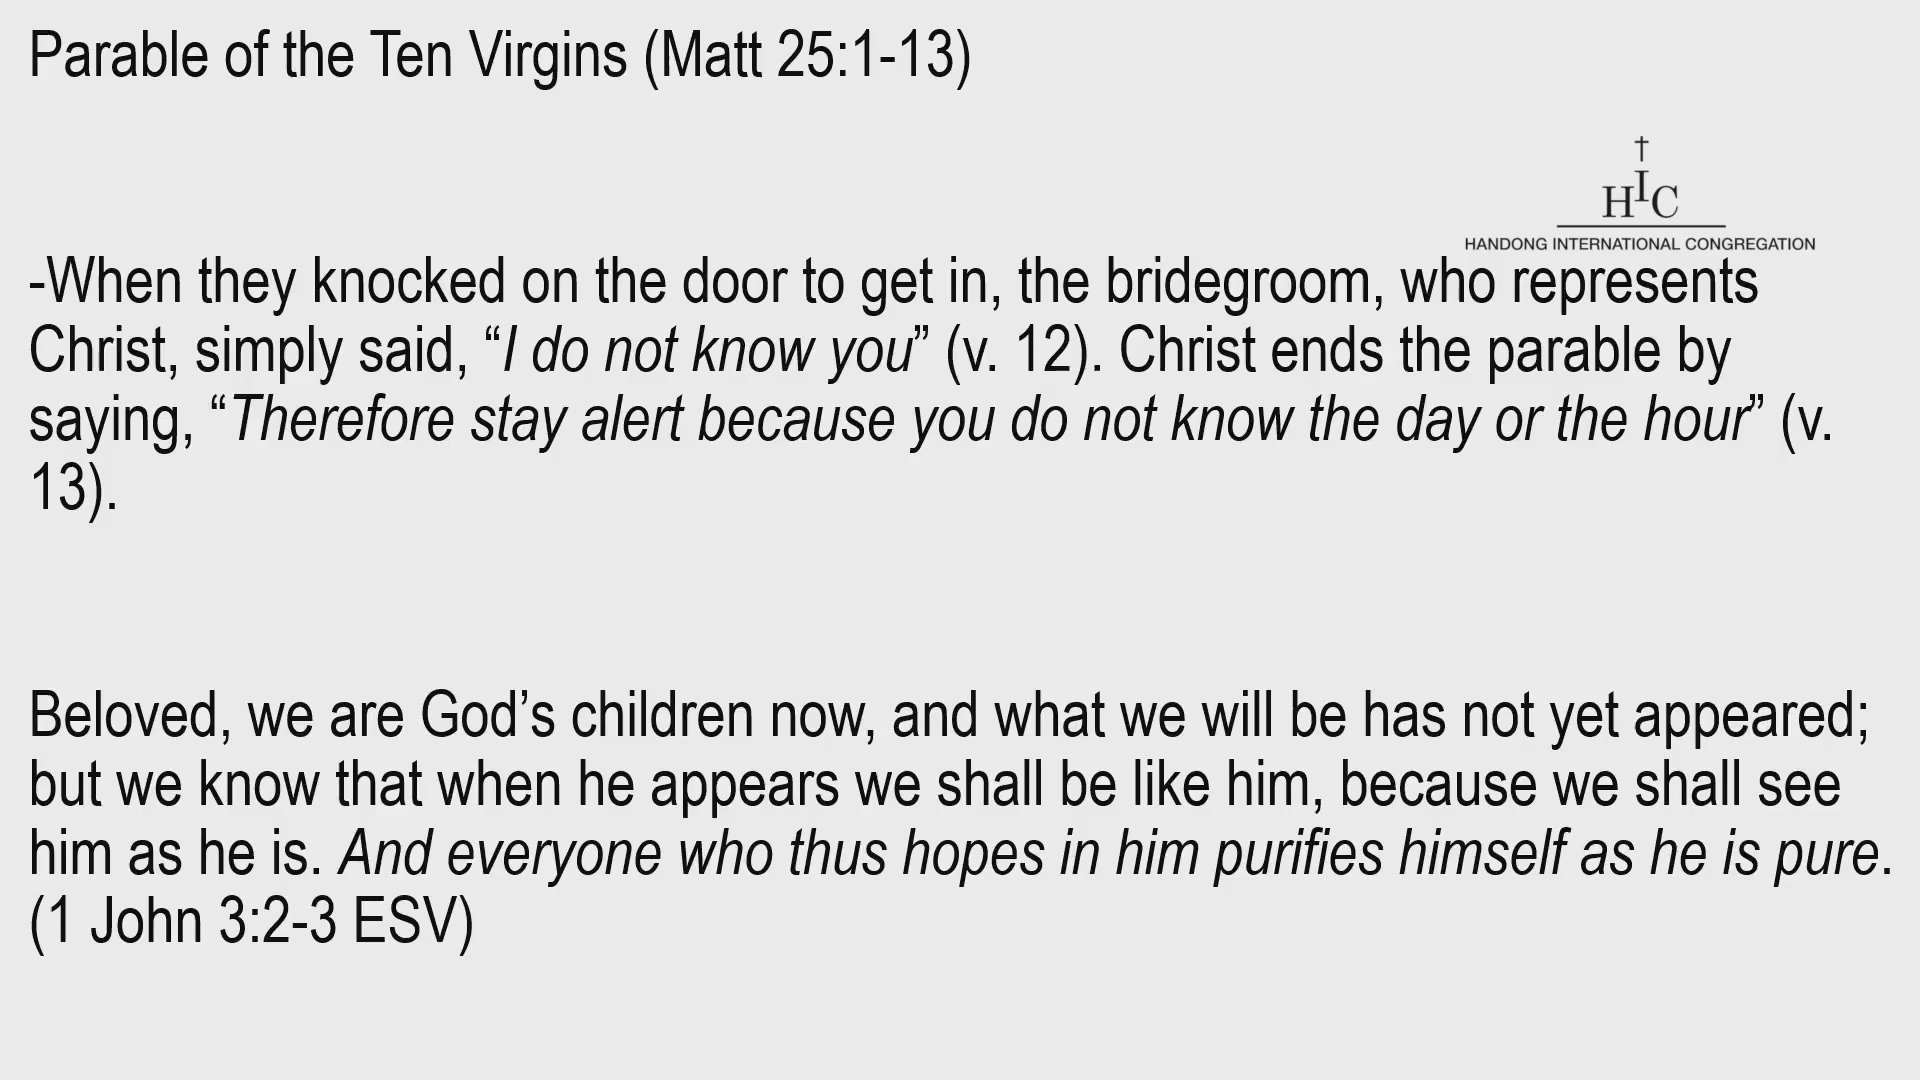 Parable of the Ten Virgins (Matt 25:1-13)
†
HIC
HANDONG INTERNATIONAL CONGREGATION
-When they knocked on the door to get in, the bridegroom, who represents
Christ, simply said, “I do not know you” (v. 12). Christ ends the parable by
saying, “Therefore stay alert because you do not know the day or the hour” (v.
13).
Beloved, we are God’s children now, and what we will be has not yet appeared;
but we know that when he appears we shall be like him, because we shall see
him as he is. And everyone who thus hopes in him purifies himself as he is pure.
(1 John 3:2-3 ESV)